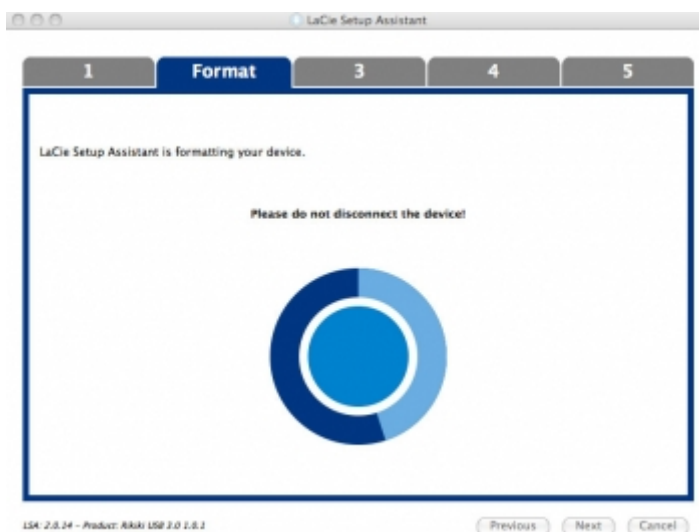 LaCie Setup Assistant
1 Format 3 4 5
LaCie Setup Assistant is formatting your device.
Please do not disconnect the device!
LSA: 2.0.14 - Product: Rikiki USB 3.0 1.0.1
Previous Next Cancel